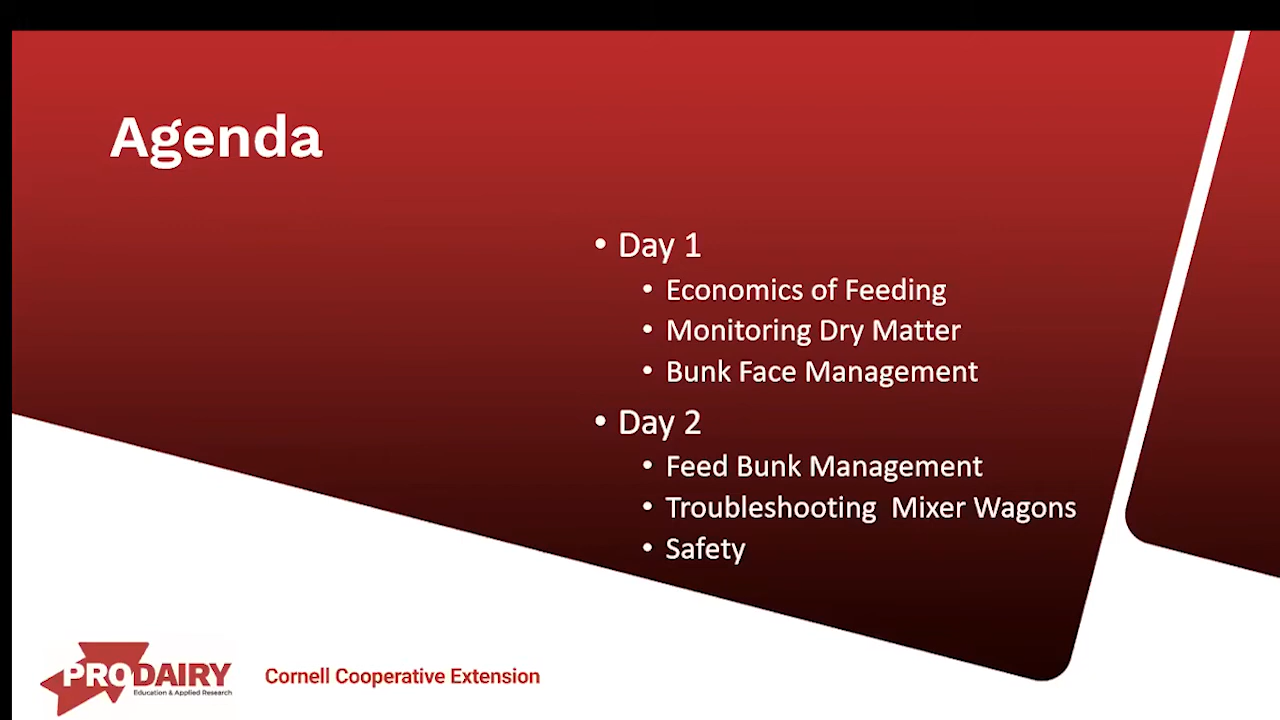 Agenda
• Day 1
• Economics of Feeding
• Monitoring Dry Matter
• Bunk Face Management
• Day 2
• Feed Bunk Management
• Troubleshooting  Mixer Wagons
• Safety
PRODAIRY
Education & Applied Research
Cornell Cooperative Extension